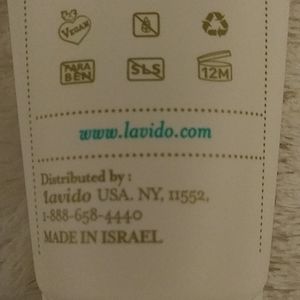 VEGAN
PARA
BEN
SLS
12M
www.lavido.com
Distributed by :
lavido USA. NY, 11552,
1-888-658-4440
MADE IN ISRAEL